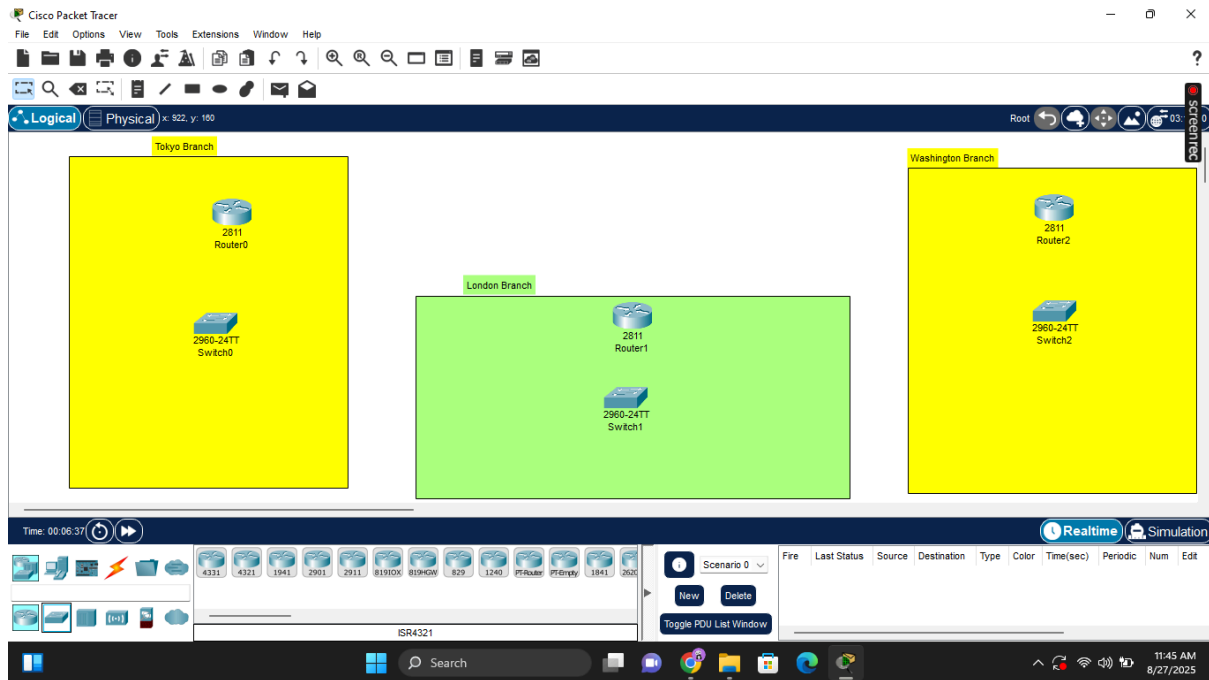 Cisco Packet Tracer
File Edit Options View Tools Extensions Window Help
?
Logical Physical x: 922, y: 160 Root 03:
screenrec
Tokyo Branch
Washington Branch
2811
Router0
2811
Router2
London Branch
2960-24TT
Switch0
2811
Router1
2960-24TT
Switch2
2960-24TT
Switch1
Time: 00:06:37 Realtime Simulation
4331 4321 1941 2901 2911 819IOX 819HGW 829 1240 PT-Router PT-Empty 1841
ISR4321
Scenario 0
New Delete
Toggle PDU List Window
Fire Last Status Source Destination Type Color Time(sec) Periodic Num Edit
Search
11:45 AM
8/27/2025